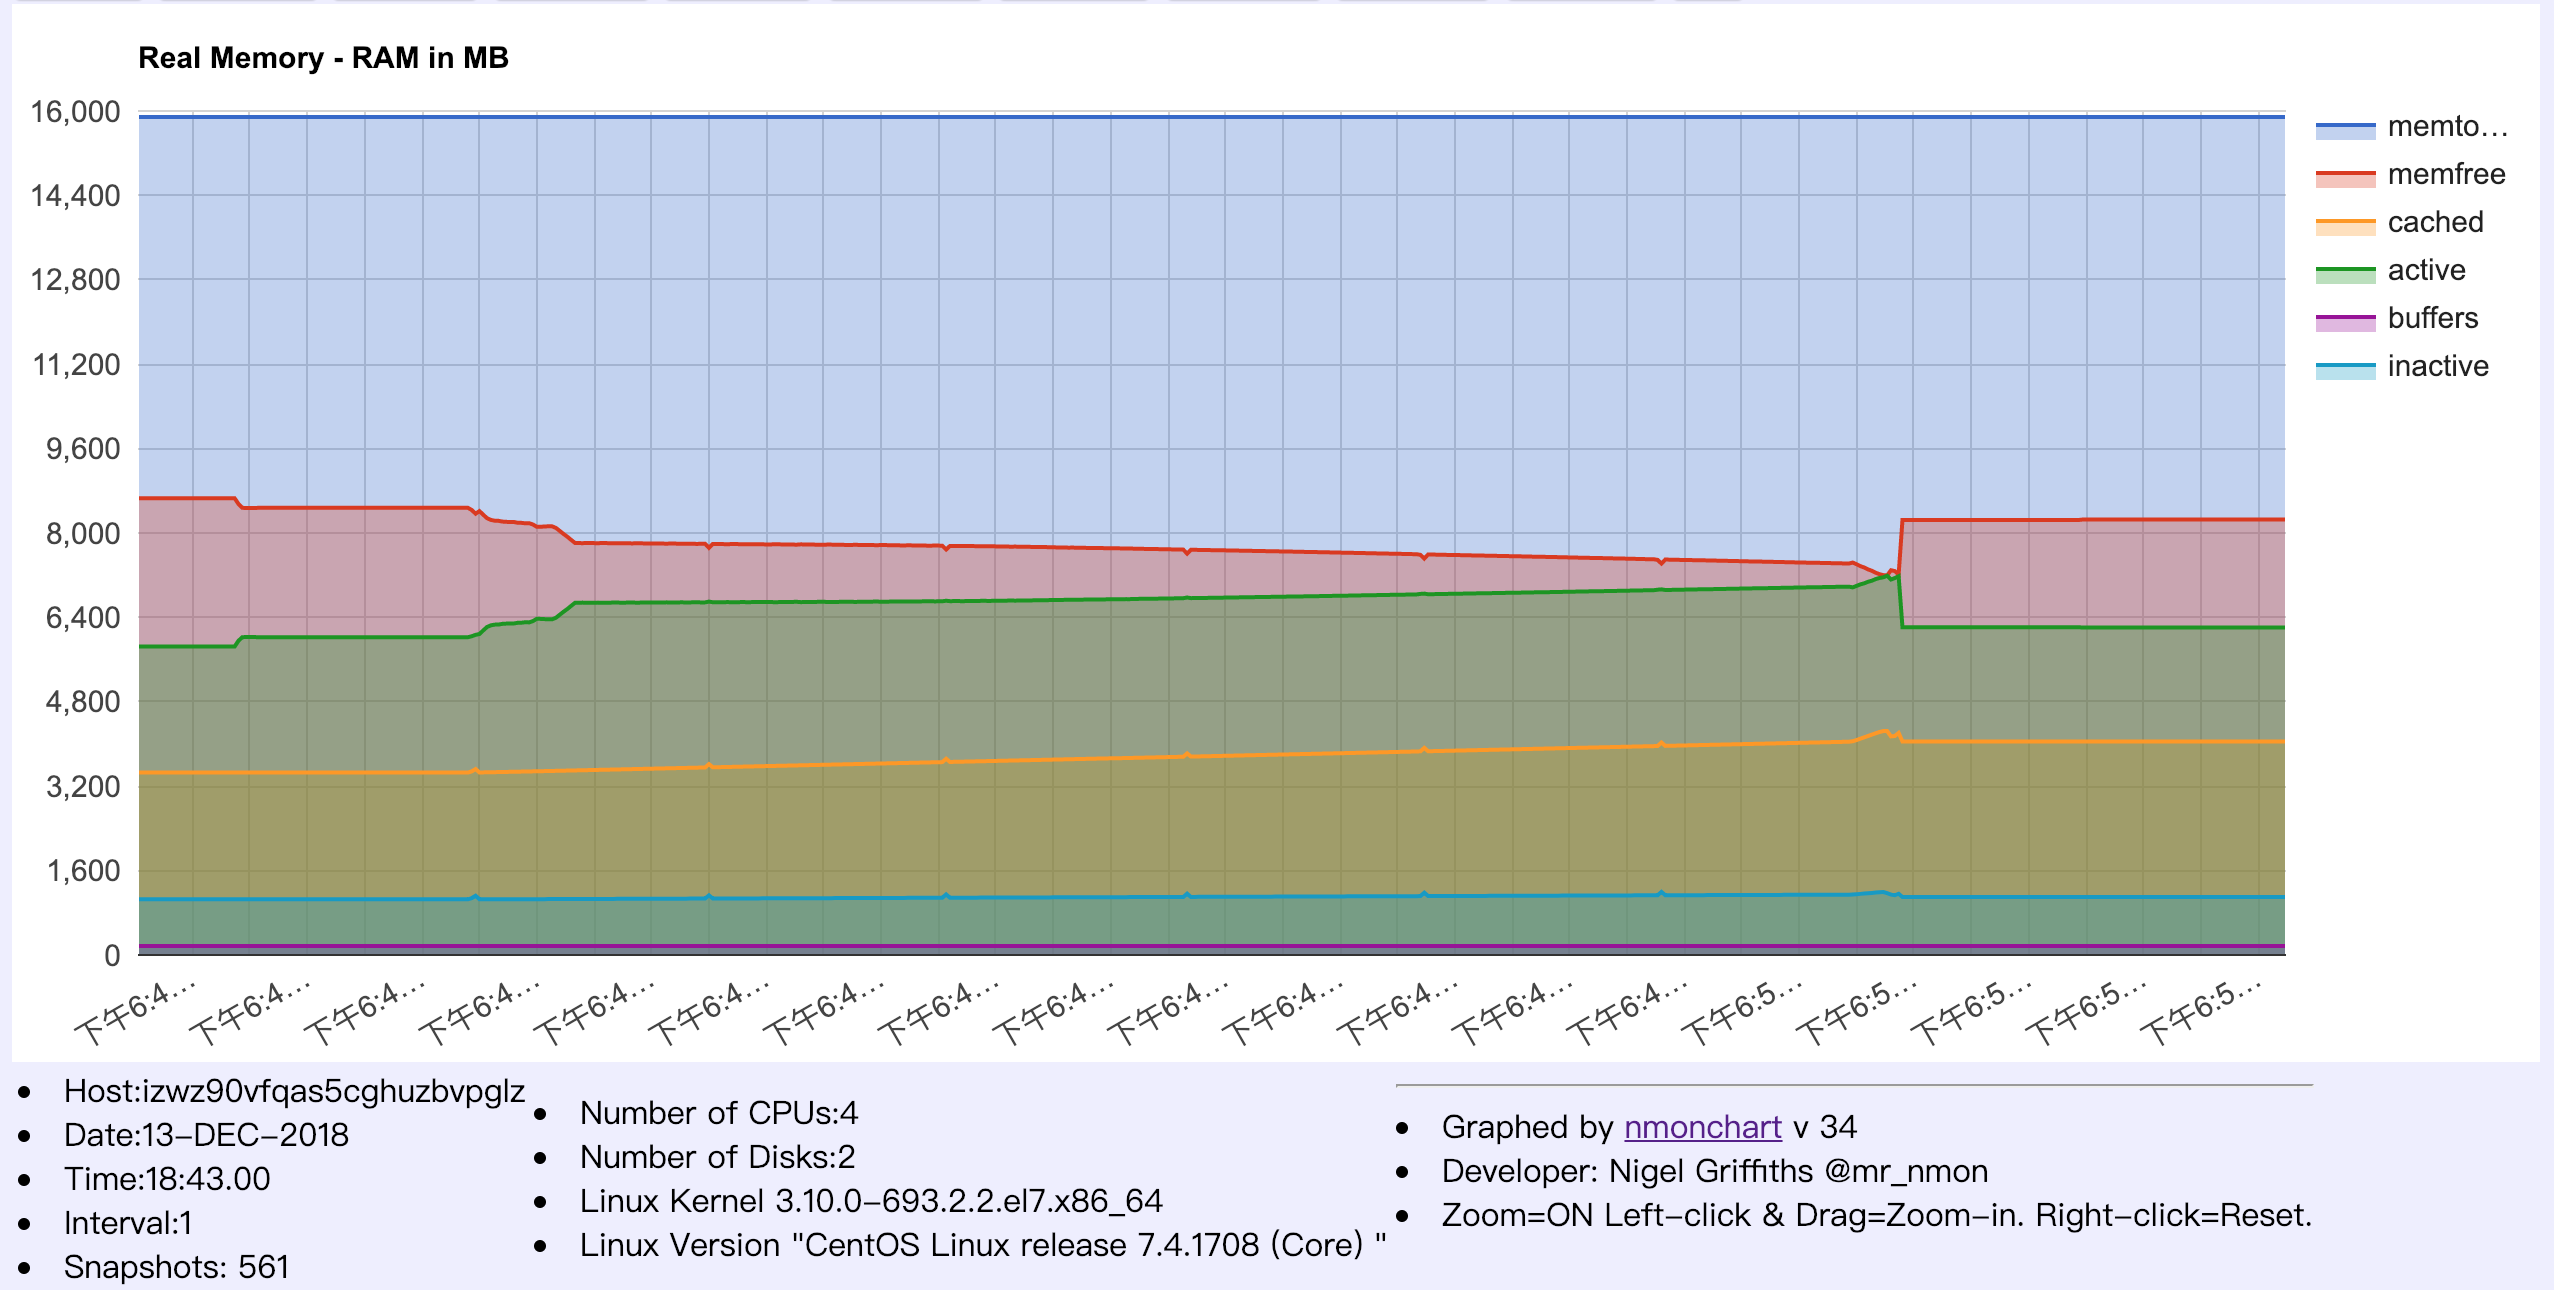 Real Memory - RAM in MB
16,000
14,400
12,800
11,200
9,600
8,000
6,400
4,800
3,200
1,600
0
memto...
memfree
cached
active
buffers
inactive
下午6:4...
下午6:4...
下午6:4...
下午6:4...
下午6:4...
下午6:4...
下午6:4...
下午6:4...
下午6:4...
下午6:4...
下午6:4...
下午6:4...
下午6:4...
下午6:4...
下午6:5...
下午6:5...
下午6:5...
下午6:5...
下午6:5...
Host:izwz90vfqas5cghuzbvpglz
Date:13-DEC-2018
Time:18:43.00
Interval:1
Snapshots: 561
Number of CPUs:4
Number of Disks:2
Linux Kernel 3.10.0-693.2.2.el7.x86_64
Linux Version "CentOS Linux release 7.4.1708 (Core) "
Graphed by nmonchart v 34
Developer: Nigel Griffiths @mr_nmon
Zoom=ON Left-click & Drag=Zoom-in. Right-click=Reset.